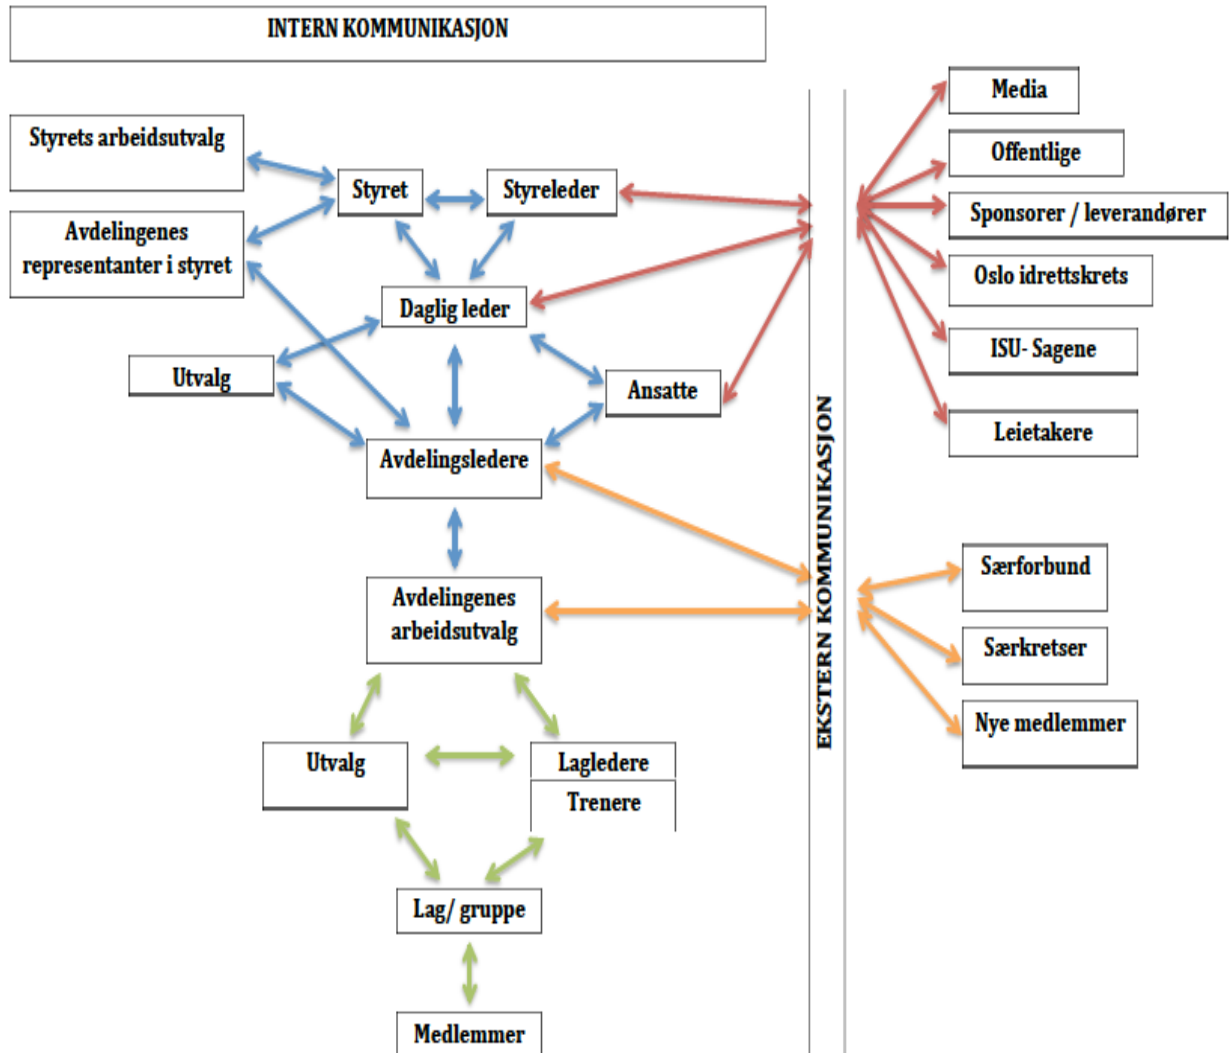 INTERN KOMMUNIKASJON
Styrets arbeidsutvalg
Styret
Styreleder
Avdelingenes
representanter i styret
Daglig leder
Utvalg
Ansatte
Avdelingsledere
Avdelingenes
arbeidsutvalg
Utvalg
Lagledere
Trenere
Lag/ gruppe
Medlemmer
EKSTERN KOMMUNIKASJON
Media
Offentlige
Sponsorer / leverandører
Oslo idrettskrets
ISU- Sagene
Leietakere
Særforbund
Særkretser
Nye medlemmer